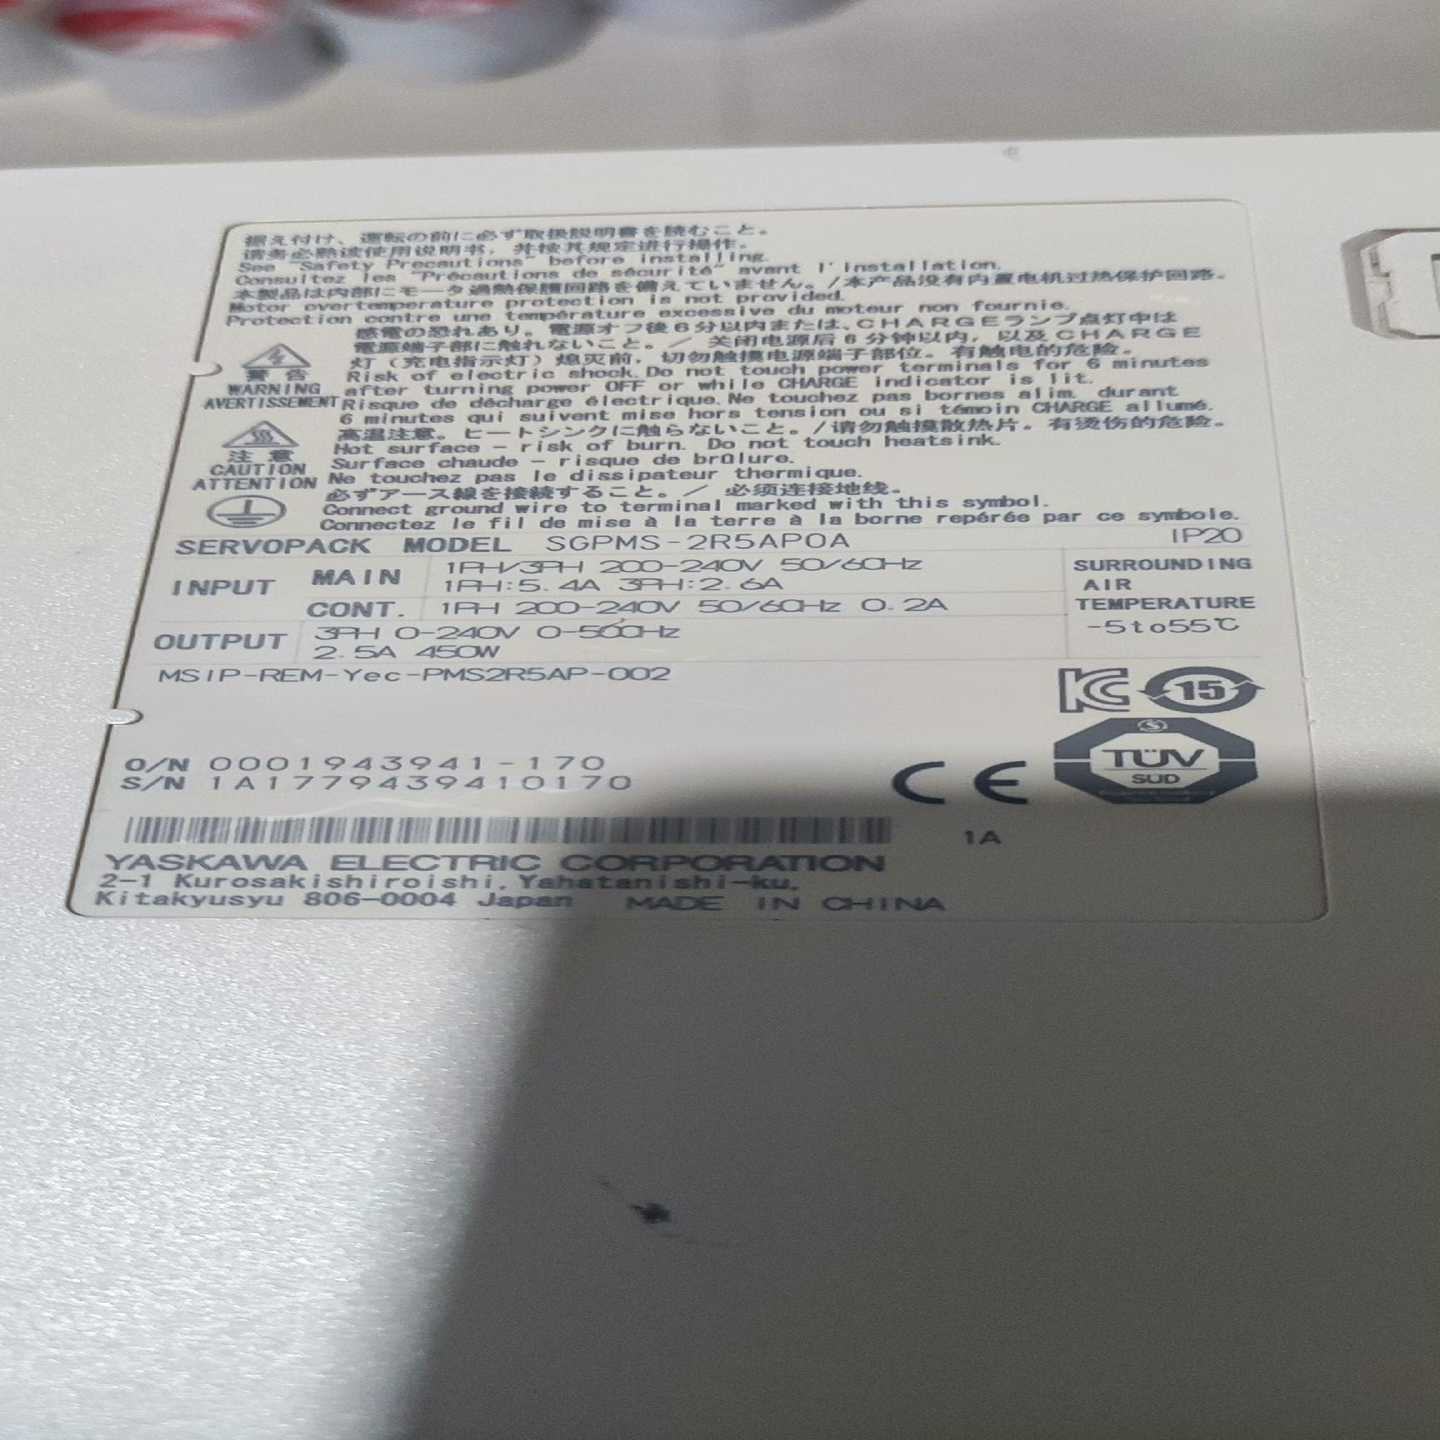 据え付け、運転の前に必ず取扱説明書を読むこと。
请务必熟读使用说明书，并按其规定进行操作。
See "Safety Precautions" before installing.
Consultez les "Précautions de sécurité" avant l'installation.
本製品は内部にモータ過熱保護回路を備えていません。/本产品没有内置电机过热保护回路.
Motor overtemperature protection is not provided.
Protection contre une température excessive du moteur non fournie.
感電の恐れあり。電源オフ後6分以内または、CHARGEランプ点灯中は
電源端子部に触れないこと。/ 关闭电源后6分钟以内，以及CHARGE
灯（充电指示灯）熄灭前，切勿触摸电源端子部位。有触电的危险。
警告
WARNING
AVERTISSEMENT
Risk of electric shock. Do not touch power terminals for 6 minutes
after turning power OFF or while CHARGE indicator is lit.
Risque de décharge électrique. Ne touchez pas bornes alim. durant
6 minutes qui suivent mise hors tension ou si témoin CHARGE allumé.
注意
CAUTION
ATTENTION
高温注意。ヒートシンクに触らないこと。/请勿触摸散热片。有烫伤的危险。
Hot surface - risk of burn. Do not touch heatsink.
Surface chaude - risque de brûlure.
Ne touchez pas le dissipateur thermique.
必ずアース線を接続すること。/ 必须连接地线。
Connect ground wire to terminal marked with this symbol.
Connectez le fil de mise à la terre à la borne repérée par ce symbole.
SERVOPACK MODEL SGPMS-2R5AP0A IP20
INPUT MAIN 1PH/3PH 200-240V 50/60Hz
1PH:5.4A 3PH:2.6A
CONT. 1PH 200-240V 50/60Hz 0.2A
SURROUNDING
AIR
TEMPERATURE
-5to55℃
OUTPUT 3PH 0-240V 0-560Hz
2.5A 450W
MSIP-REM-Yec-PMS2R5AP-002
KC 15
TÜV
SÜD
CE
O/N 0001943941-170
S/N 1A1779439410170
1A
YASKAWA ELECTRIC CORPORATION
2-1 Kurosakishiroishi, Yahatanishi-ku,
Kitakyusyu 806-0004 Japan MADE IN CHINA